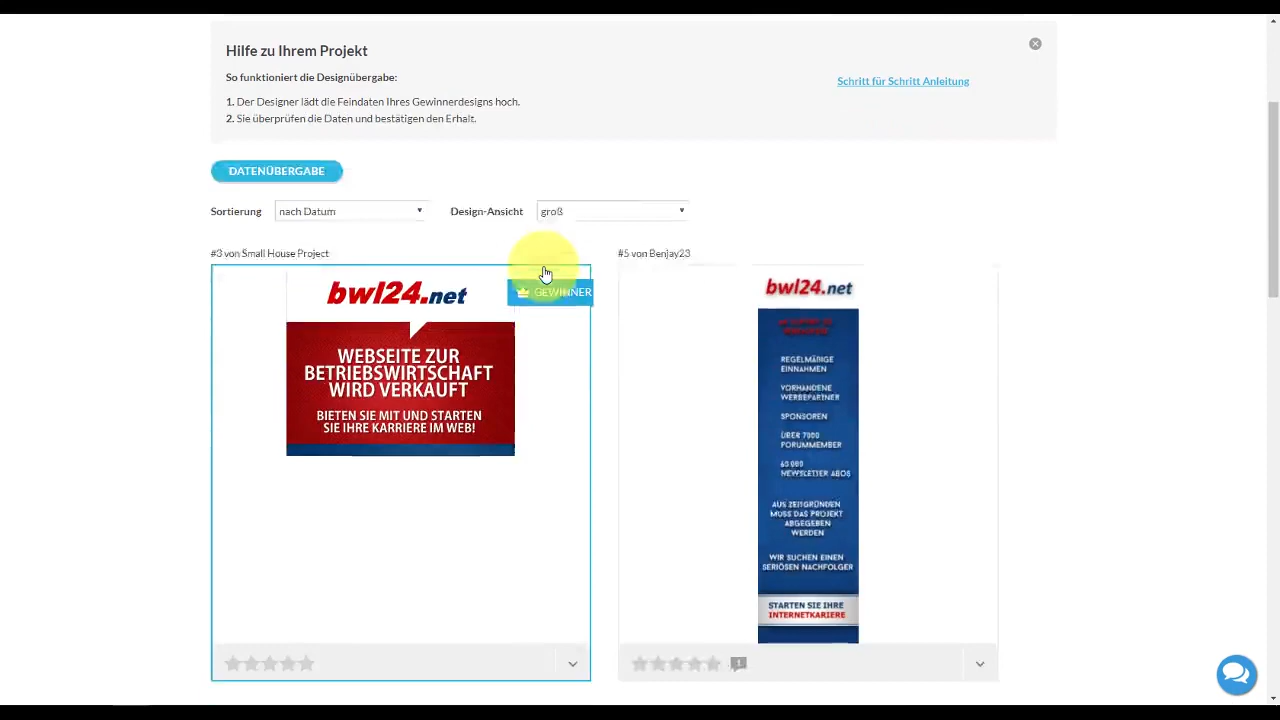 Hilfe zu Ihrem Projekt
So funktioniert die Designübergabe:
Schritt für Schritt Anleitung
1. Der Designer lädt die Feindaten Ihres Gewinnerdesigns hoch.
2. Sie überprüfen die Daten und bestätigen den Erhalt.
DATENÜBERGABE
Sortierung
nach Datum
Design-Ansicht
groß
#3 von Small House Project
GEWINNER
bwl24.net
WEBSEITE ZUR
BETRIEBSWIRTSCHAFT
WIRD VERKAUFT
BIETEN SIE MIT UND STARTEN
SIE IHRE KARRIERE IM WEB!
#5 von Benjay23
bwl24.net
REGELMÄßIGE
EINNAHMEN
VORHANDENE
WERBEPARTNER
SPONSOREN
ÜBER 7000
FORUMMEMBER
NEWSLETTER ABOS
AUS ZEITGRÜNDEN
MUSS DAS PROJEKT
ABGEGEBEN
WERDEN
WIR SUCHEN EINEN
SERIÖSEN NACHFOLGER
STARTEN SIE IHRE
INTERNETKARIERE
1